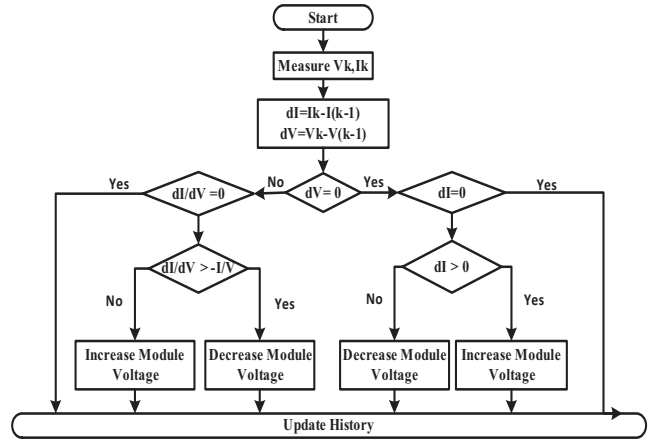 Start
Measure Vk,Ik
dI=Ik-I(k-1)
dV=Vk-V(k-1)
Yes
dI/dV =0
No
dV= 0
Yes
dI=0
Yes
dI/dV > -I/V
dI > 0
No
Yes
No
Yes
Increase Module
Voltage
Decrease Module
Voltage
Decrease Module
Voltage
Increase Module
Voltage
Update History